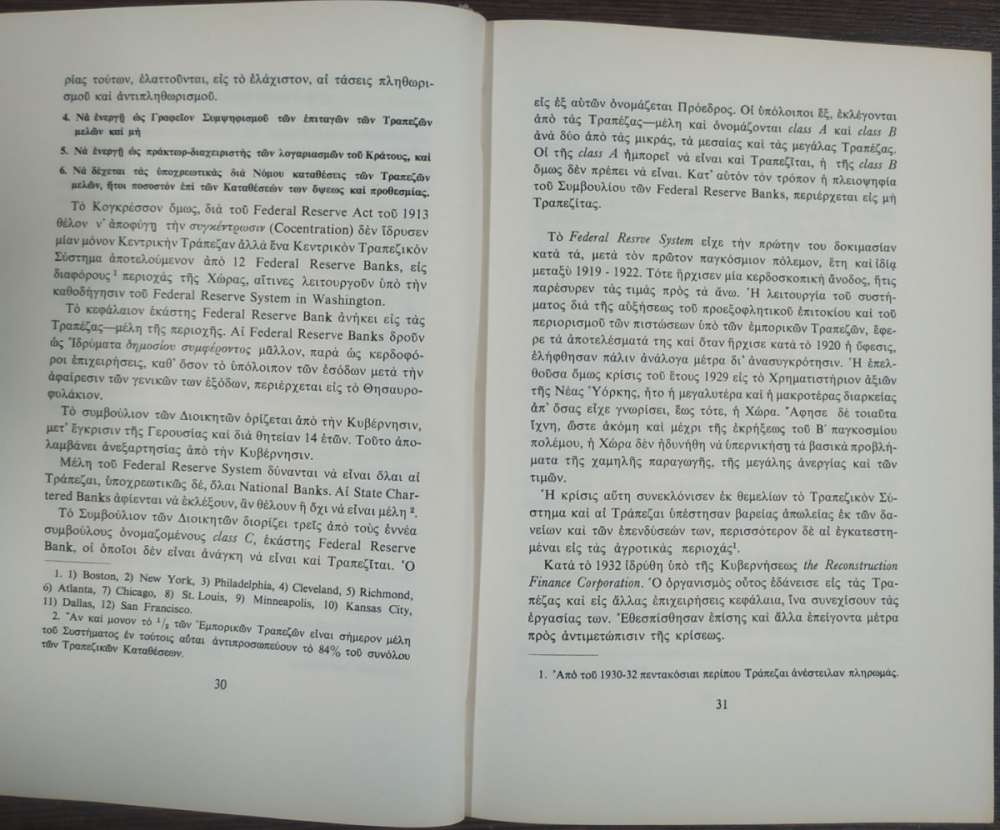 ρίας τούτων, ἐλαττοῦνται, εἰς τὸ ἐλάχιστον, αἱ τάσεις πληθωρι-
σμοῦ καὶ ἀντιπληθωρισμοῦ.
4. Νὰ ἐνεργῇ ὡς Γραφεῖον Συμψηφισμοῦ τῶν ἐπιταγῶν τῶν Τραπεζῶν
μελῶν καὶ μὴ
5. Νὰ ἐνεργῇ ὡς πράκτωρ-διαχειριστὴς τῶν λογαριασμῶν τοῦ Κράτους, καὶ
6. Νὰ δέχεται τὰς ὑποχρεωτικὰς διὰ Νόμου καταθέσεις τῶν Τραπεζῶν
μελῶν, ἤτοι ποσοστὸν ἐπὶ τῶν Καταθέσεών των ὄψεως καὶ προθεσμίας.
Τὸ Κογκρέσσον ὅμως, διὰ τοῦ Federal Reserve Act τοῦ 1913
θέλον ν' ἀποφύγῃ τὴν συγκέντρωσιν (Cocentration) δὲν ἵδρυσεν
μίαν μόνον Κεντρικὴν Τράπεζαν ἀλλὰ ἕνα Κεντρικὸν Τραπεζικὸν
Σύστημα ἀποτελούμενον ἀπὸ 12 Federal Reserve Banks, εἰς
διαφόρους¹ περιοχὰς τῆς Χώρας, αἵτινες λειτουργοῦν ὑπὸ τὴν
καθοδήγησιν τοῦ Federal Reserve System in Washington.
Τὸ κεφάλαιον ἑκάστης Federal Reserve Bank ἀνήκει εἰς τὰς
Τραπέζας—μέλη τῆς περιοχῆς. Αἱ Federal Reserve Banks δροῦν
ὡς Ἱδρύματα δημοσίου συμφέροντος μᾶλλον, παρὰ ὡς κερδοφό-
ροι ἐπιχειρήσεις, καθ' ὅσον τὸ ὑπόλοιπον τῶν ἐσόδων μετὰ τὴν
ἀφαίρεσιν τῶν γενικῶν των ἐξόδων, περιέρχεται εἰς τὸ Θησαυρο-
φυλάκιον.
Τὸ συμβούλιον τῶν Διοικητῶν ὁρίζεται ἀπὸ τὴν Κυβέρνησιν,
μετ' ἔγκρισιν τῆς Γερουσίας καὶ διὰ θητείαν 14 ἐτῶν. Τοῦτο ἀπο-
λαμβάνει ἀνεξαρτησίας ἀπὸ τὴν Κυβέρνησιν.
Μέλη τοῦ Federal Reserve System δύνανται νὰ εἶναι ὅλαι αἱ
Τράπεζαι, ὑποχρεωτικῶς δέ, ὅλαι National Banks. Αἱ State Char-
tered Banks ἀφίενται νὰ ἐκλέξουν, ἂν θέλουν ἢ ὄχι νὰ εἶναι μέλη ².
Τὸ Συμβούλιον τῶν Διοικητῶν διορίζει τρεῖς ἀπὸ τοὺς ἐννέα
συμβούλους ὀνομαζομένους class C, ἑκάστης Federal Reserve
Bank, οἱ ὁποῖοι δὲν εἶναι ἀνάγκη νὰ εἶναι καὶ Τραπεζῖται. Ὁ
1. 1) Boston, 2) New York, 3) Philadelphia, 4) Cleveland, 5) Richmond,
6) Atlanta, 7) Chicago, 8) St. Louis, 9) Minneapolis, 10) Kansas City,
11) Dallas, 12) San Francisco.
2. Ἂν καὶ μονον τὸ ¹/₃ τῶν Ἐμπορικῶν Τραπεζῶν εἶναι σήμερον μέλη
τοῦ Συστήματος ἐν τούτοις αὗται ἀντιπροσωπεύουν τὸ 84% τοῦ συνόλου
τῶν Τραπεζικῶν Καταθέσεων.
30
εἷς ἐξ αὐτῶν ὀνομάζεται Πρόεδρος. Οἱ ὑπόλοιποι ἕξ, ἐκλέγονται
ἀπὸ τὰς Τραπέζας—μέλη καὶ ὀνομάζονται class A καὶ class B
ἀνὰ δύο ἀπὸ τὰς μικράς, τὰς μεσαίας καὶ τὰς μεγάλας Τραπέζας.
Οἱ τῆς class A ἠμπορεῖ νὰ εἶναι καὶ Τραπεζῖται, ἡ τῆς class B
ὅμως δὲν πρέπει νὰ εἶναι. Κατ' αὐτὸν τὸν τρόπον ἡ πλειοψηφία
τοῦ Συμβουλίου τῶν Federal Reserve Banks, περιέρχεται εἰς μὴ
Τραπεζίτας.
Τὸ Federal Resrve System εἶχε τὴν πρώτην του δοκιμασίαν
κατὰ τά, μετὰ τὸν πρῶτον παγκόσμιον πόλεμον, ἔτη καὶ ἰδίᾳ
μεταξὺ 1919 - 1922. Τότε ἤρχισεν μία κερδοσκοπικὴ ἄνοδος, ἥτις
παρέσυρεν τὰς τιμὰς πρὸς τὰ ἄνω. Ἡ λειτουργία τοῦ συστή-
ματος διὰ τῆς αὐξήσεως τοῦ προεξοφλητικοῦ ἐπιτοκίου καὶ τοῦ
περιορισμοῦ τῶν πιστώσεων ὑπὸ τῶν ἐμπορικῶν Τραπεζῶν, ἔφε-
ρε τὰ ἀποτελέσματά της καὶ ὅταν ἤρχισε κατὰ τὸ 1920 ἡ ὕφεσις,
ἐλήφθησαν πάλιν ἀνάλογα μέτρα δι' ἀνασυγκρότησιν. Ἡ ἐπελ-
θοῦσα ὅμως κρίσις τοῦ ἔτους 1929 εἰς τὸ Χρηματιστήριον ἀξιῶν
τῆς Νέας Ὑόρκης, ἦτο ἡ μεγαλυτέρα καὶ ἡ μακροτέρας διαρκείας
ἀπ' ὅσας εἶχε γνωρίσει, ἕως τότε, ἡ Χώρα. Ἄφησε δὲ τοιαῦτα
ἴχνη, ὥστε ἀκόμη καὶ μέχρι τῆς ἐκρήξεως τοῦ Β' παγκοσμίου
πολέμου, ἡ Χώρα δὲν ἠδυνήθη νὰ ὑπερνικήσῃ τὰ βασικὰ προβλή-
ματα τῆς χαμηλῆς παραγωγῆς, τῆς μεγάλης ἀνεργίας καὶ τῶν
τιμῶν.
Ἡ κρίσις αὕτη συνεκλόνισεν ἐκ θεμελίων τὸ Τραπεζικὸν Σύ-
στημα καὶ αἱ Τράπεζαι ὑπέστησαν βαρείας ἀπωλείας ἐκ τῶν δα-
νείων καὶ τῶν ἐπενδύσεών των, περισσότερον δὲ αἱ ἐγκατεστη-
μέναι εἰς τὰς ἀγροτικὰς περιοχάς¹.
Κατὰ τὸ 1932 ἱδρύθη ὑπὸ τῆς Κυβερνήσεως the Reconstruction
Finance Corporation. Ὁ ὀργανισμὸς οὗτος ἐδάνεισε εἰς τὰς Τρα-
πέζας καὶ εἰς ἄλλας ἐπιχειρήσεις κεφάλαια, ἵνα συνεχίσουν τὰς
ἐργασίας των. Ἐθεσπίσθησαν ἐπίσης καὶ ἄλλα ἐπείγοντα μέτρα
πρὸς ἀντιμετώπισιν τῆς κρίσεως.
1. Ἀπὸ τοῦ 1930-32 πεντακόσιαι περίπου Τράπεζαι ἀνέστειλαν πληρωμάς.
31